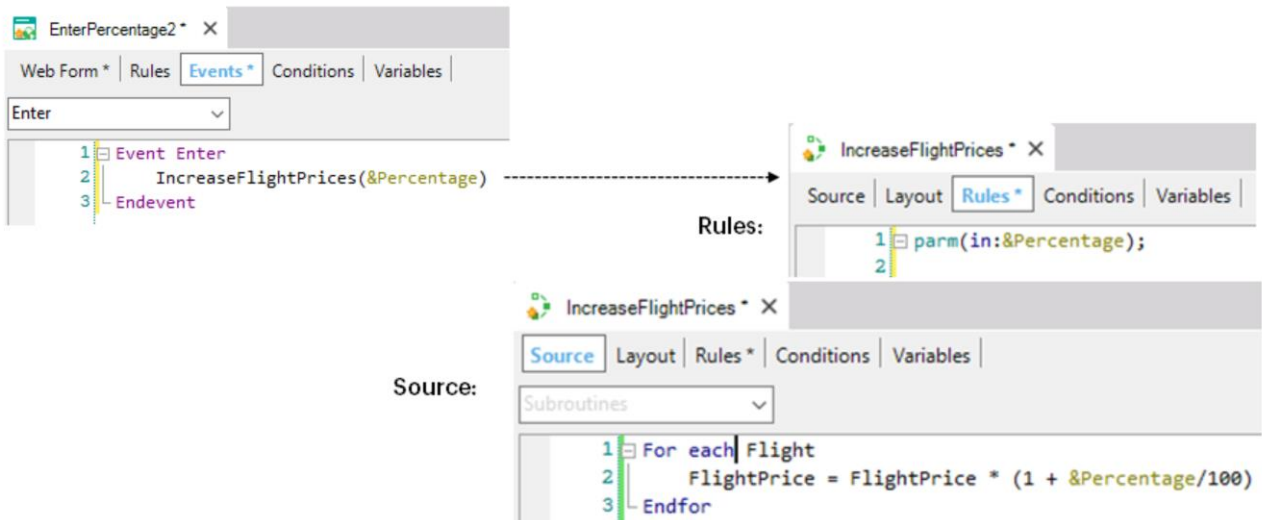 EnterPercentage2 * X
Web Form * | Rules | Events * | Conditions | Variables |
Enter
1 Event Enter
2 IncreaseFlightPrices(&Percentage)
3 Endevent
IncreaseFlightPrices * X
Source | Layout | Rules * | Conditions | Variables |
Rules:
1 parm(in:&Percentage);
2
IncreaseFlightPrices * X
Source | Layout | Rules * | Conditions | Variables |
Source:
Subroutines
1 For each Flight
2 FlightPrice = FlightPrice * (1 + &Percentage/100)
3 Endfor